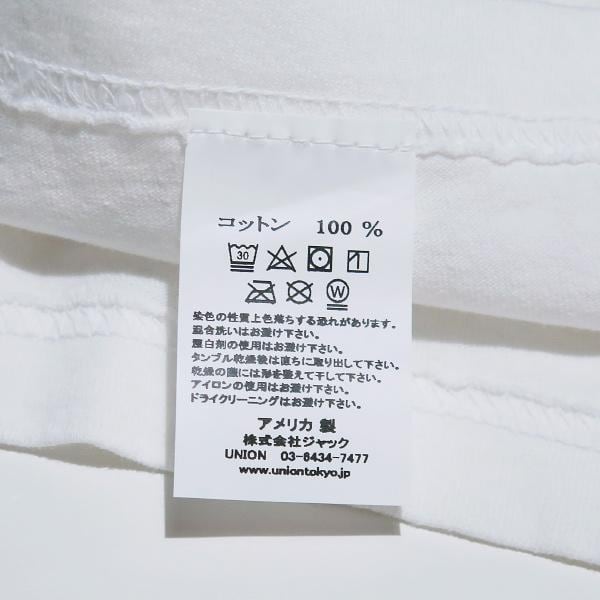 コットン 100 %
30
W
染色の性質上色落ちする恐れがあります。
混合洗いはお避け下さい。
漂白剤の使用はお避け下さい。
タンブル乾燥後は直ちに取り出して下さい。
乾燥の際には形を整えて干して下さい。
アイロンの使用はお避け下さい。
ドライクリーニングはお避け下さい。
アメリカ 製
株式会社ジャック
UNION 03-6434-7477
www.uniontokyo.jp